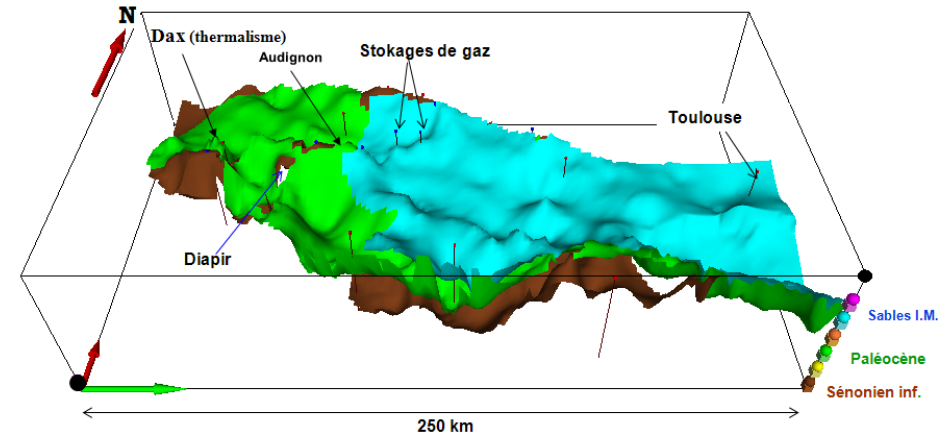 N
Dax (thermalisme)
Audignon
Stokages de gaz
Toulouse
Diapir
Sables I.M.
Paléocène
Sénonien inf.
250 km